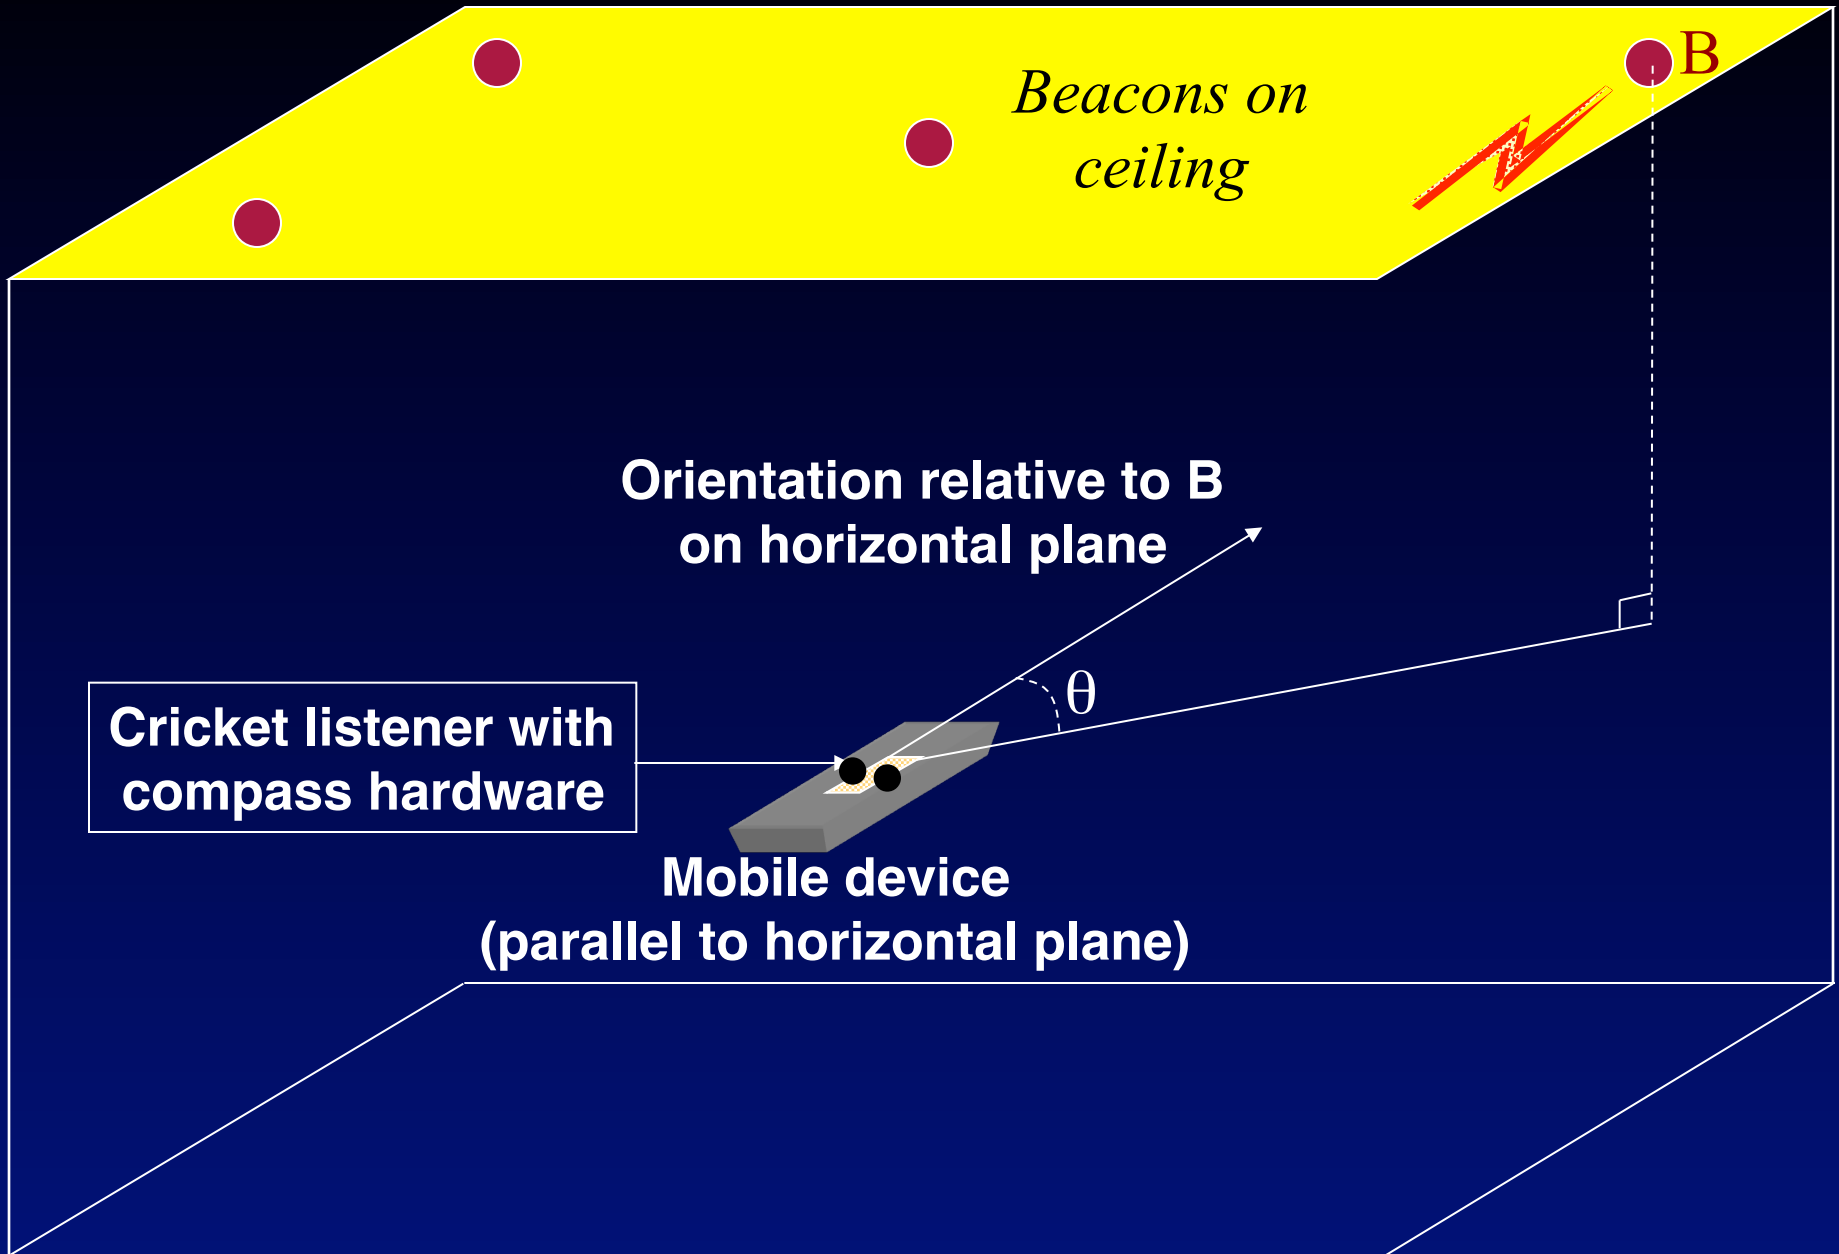 B
Beacons on
ceiling
Orientation relative to B
on horizontal plane
θ
Cricket listener with
compass hardware
Mobile device
(parallel to horizontal plane)